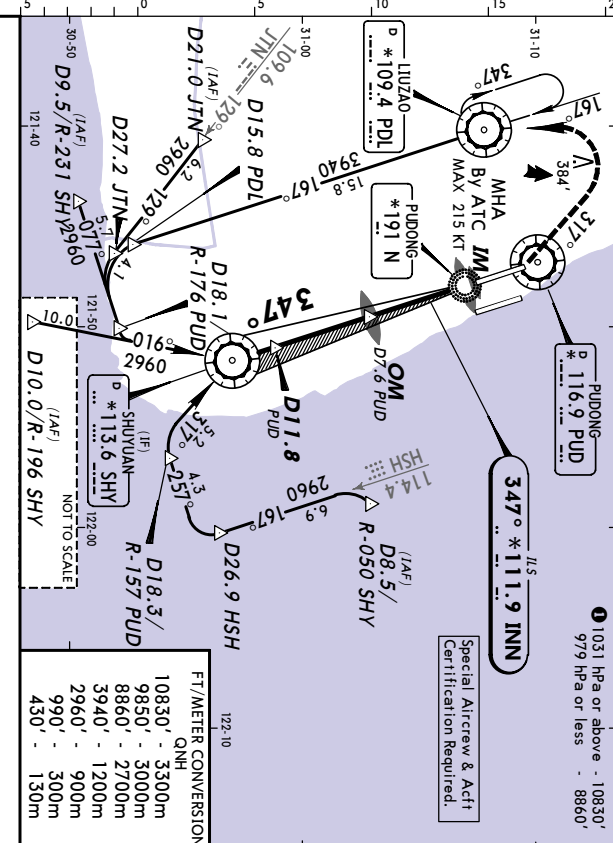 5
0
5
10
15
2
30-50
31-00
31-10
121-40
121-50
122-00
122-10
(IAF)
D9.5/R-231 SHY
(IAF)
D21.0 JTN
109.6
JTN
129°
D27.2 JTN
D15.8 PDL
2960
6.2
129°
077°
2960
5.7
4.1
3940
167°
15.8
D LIUZAO
*109.4 PDL
347°
167°
384'
317°
MHA
By ATC
MAX 215 KT
IM
PUDONG
*191 N
PUDONG
D * 116.9 PUD
D18.1
R-176 PUD
347°
OM
D7.6 PUD
D11.8
PUD
10.0
016°
2960
(IAF)
D10.0/R-196 SHY
NOT TO SCALE
(IF)
SHUYUAN
D *113.6 SHY
317°
5.2
257°
4.3
D18.3/
R-157 PUD
D26.9 HSH
2960
167°
6.9
HSH
114.4
(IAF)
D8.5/
R-050 SHY
ILS
347° *111.9 INN
Special Aircrew & Acft
Certification Required.
1 1031 hPa or above - 10830'
979 hPa or less - 8860'
FT/METER CONVERSION
QNH
10830' - 3300m
9850' - 3000m
8860' - 2700m
3940' - 1200m
2960' - 900m
990' - 300m
430' - 130m